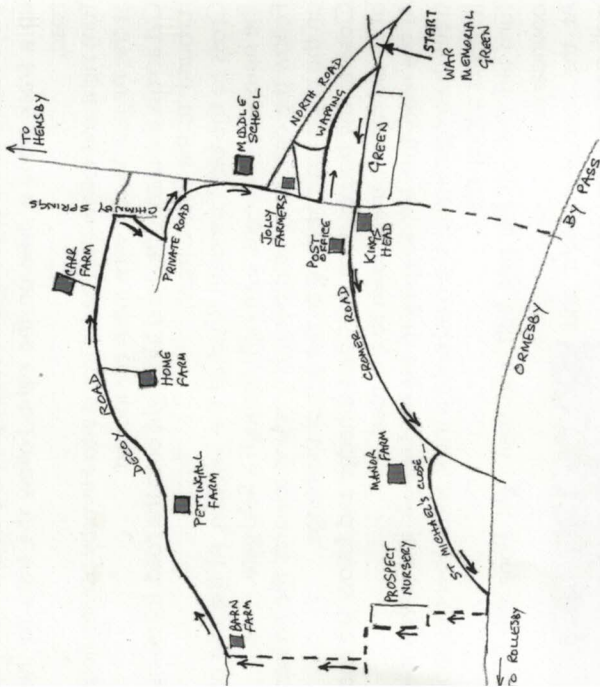 START
WAR
MEMORIAL
GREEN
NORTH ROAD
WAPPING
GREEN
TO
HEMSBY
MIDDLE
SCHOOL
JOLLY
FARMERS
POST
OFFICE
KINGS
HEAD
BY PASS
ORMESBY
CHIMNEY
SPRINGS
PRIVATE ROAD
CARR
FARM
HOME
FARM
DECOY ROAD
CROMER ROAD
PETTINGALL
FARM
MANOR
FARM
ST MICHAEL'S CLOSE
PROSPECT
NURSERY
BARN
FARM
TO ROLLESBY